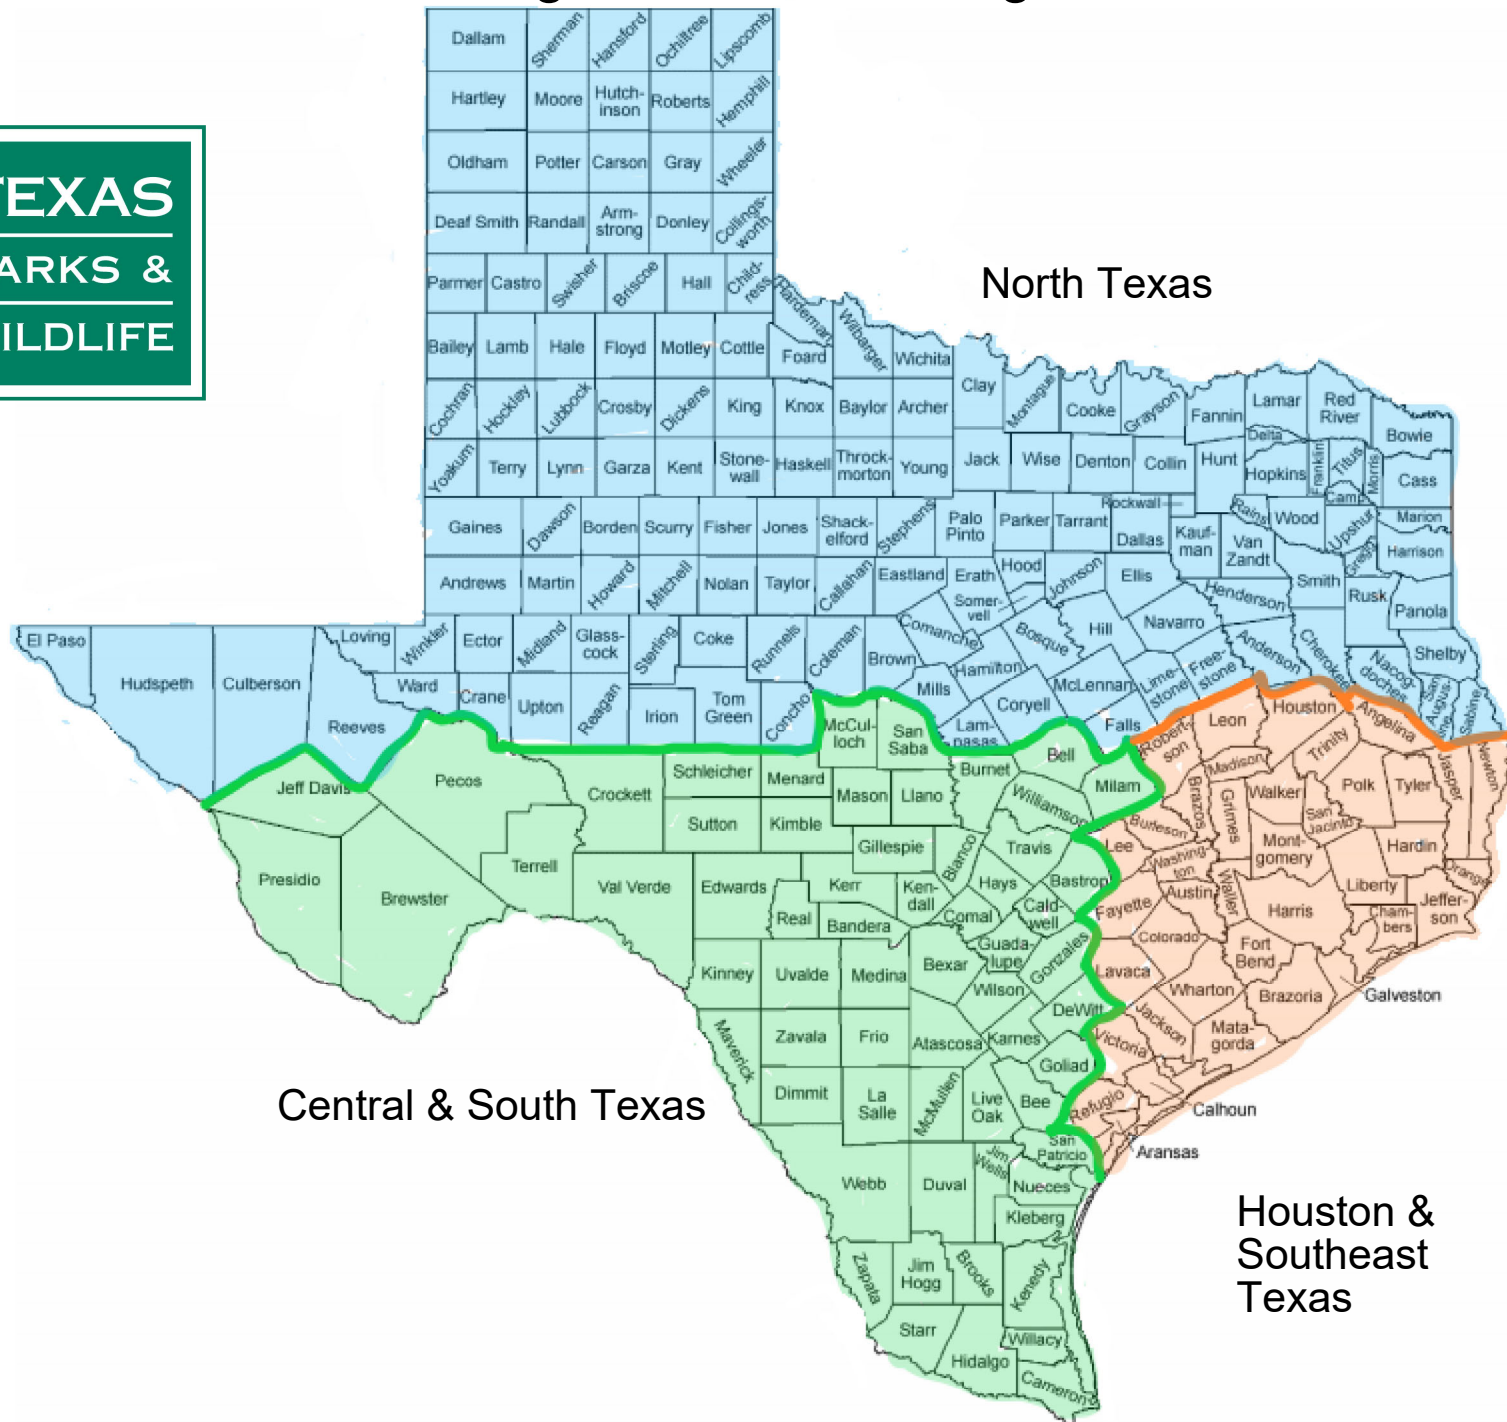 TEXAS
ARKS &
ILDLIFE
North Texas
Central & South Texas
Houston &
Southeast
Texas
Dallam
Sherman
Hansford
Ochiltree
Lipscomb
Hartley
Moore
Hutch-
inson
Roberts
Hemphill
Oldham
Potter
Carson
Gray
Wheeler
Deaf Smith
Randall
Arm-
strong
Donley
Collings-
worth
Parmer
Castro
Swisher
Briscoe
Hall
Child-
ress
Hardeman
Bailey
Lamb
Hale
Floyd
Motley
Cottle
Foard
Wilbarger
Wichita
Clay
Montague
Cooke
Grayson
Fannin
Lamar
Red
River
Bowie
Cochran
Hockley
Lubbock
Crosby
Dickens
King
Knox
Baylor
Archer
Delta
Yoakum
Terry
Lynn
Garza
Kent
Stone-
wall
Haskell
Throck-
morton
Young
Jack
Wise
Denton
Collin
Hunt
Hopkins
Franklin
Titus
Morris
Cass
Camp
Gaines
Dawson
Borden
Scurry
Fisher
Jones
Shack-
elford
Stephens
Palo
Pinto
Parker
Tarrant
Rockwall
Dallas
Kauf-
man
Rains
Wood
Van
Zandt
Upshur
Marion
Harrison
Gregg
Andrews
Martin
Howard
Mitchell
Nolan
Taylor
Callahan
Eastland
Erath
Hood
Somer-
vell
Johnson
Ellis
Henderson
Smith
Rusk
Panola
El Paso
Hudspeth
Culberson
Loving
Winkler
Ector
Midland
Glass-
cock
Sterling
Coke
Runnels
Coleman
Brown
Comanche
Hamilton
Bosque
Hill
Navarro
Anderson
Cherokee
Nacog-
doches
Shelby
Reeves
Ward
Crane
Upton
Reagan
Irion
Tom
Green
Concho
Mills
Lam-
pasas
Coryell
McLennan
Lime-
stone
Free-
stone
Falls
San
Augus-
ine
Sabine
Jeff Davis
Pecos
Crockett
Schleicher
Menard
McCul-
loch
San
Saba
Burnet
Bell
Milam
Robert-
son
Leon
Houston
Angelina
Trinity
Madison
Sutton
Kimble
Mason
Llano
Williamson
Brazos
Grimes
Walker
San
Jacinto
Polk
Tyler
Jasper
Newton
Presidio
Brewster
Terrell
Val Verde
Edwards
Gillespie
Blanco
Travis
Burleson
Lee
Washing-
ton
Mont-
gomery
Hardin
Orange
Kerr
Real
Bandera
Ken-
dall
Hays
Comal
Bastrop
Cald-
well
Fayette
Austin
Waller
Harris
Liberty
Cham-
bers
Jeffer-
son
Kinney
Uvalde
Medina
Bexar
Guada-
lupe
Gonzales
Wilson
Lavaca
Colorado
Fort
Bend
Wharton
Brazoria
Galveston
Maverick
Zavala
Frio
Atascosa
Karnes
DeWitt
Victoria
Jackson
Mata-
gorda
Goliad
Dimmit
La
Salle
McMullen
Live
Oak
Bee
Refugio
Calhoun
Aransas
San
Patricio
Webb
Duval
Jim
Wells
Nueces
Kleberg
Zapata
Jim
Hogg
Brooks
Kenedy
Starr
Hidalgo
Willacy
Cameron